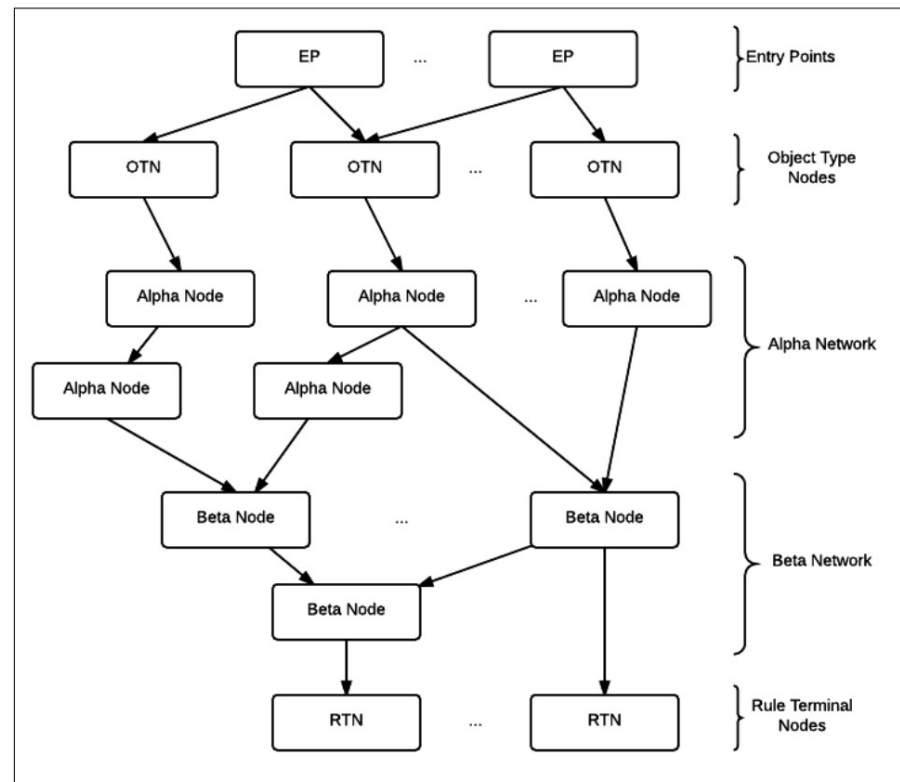 EP ... EP Entry Points
OTN OTN ... OTN Object Type
Nodes
Alpha Node Alpha Node ... Alpha Node
Alpha Network
Alpha Node Alpha Node
Beta Node ... Beta Node
Beta Network
Beta Node
RTN ... RTN Rule Terminal
Nodes